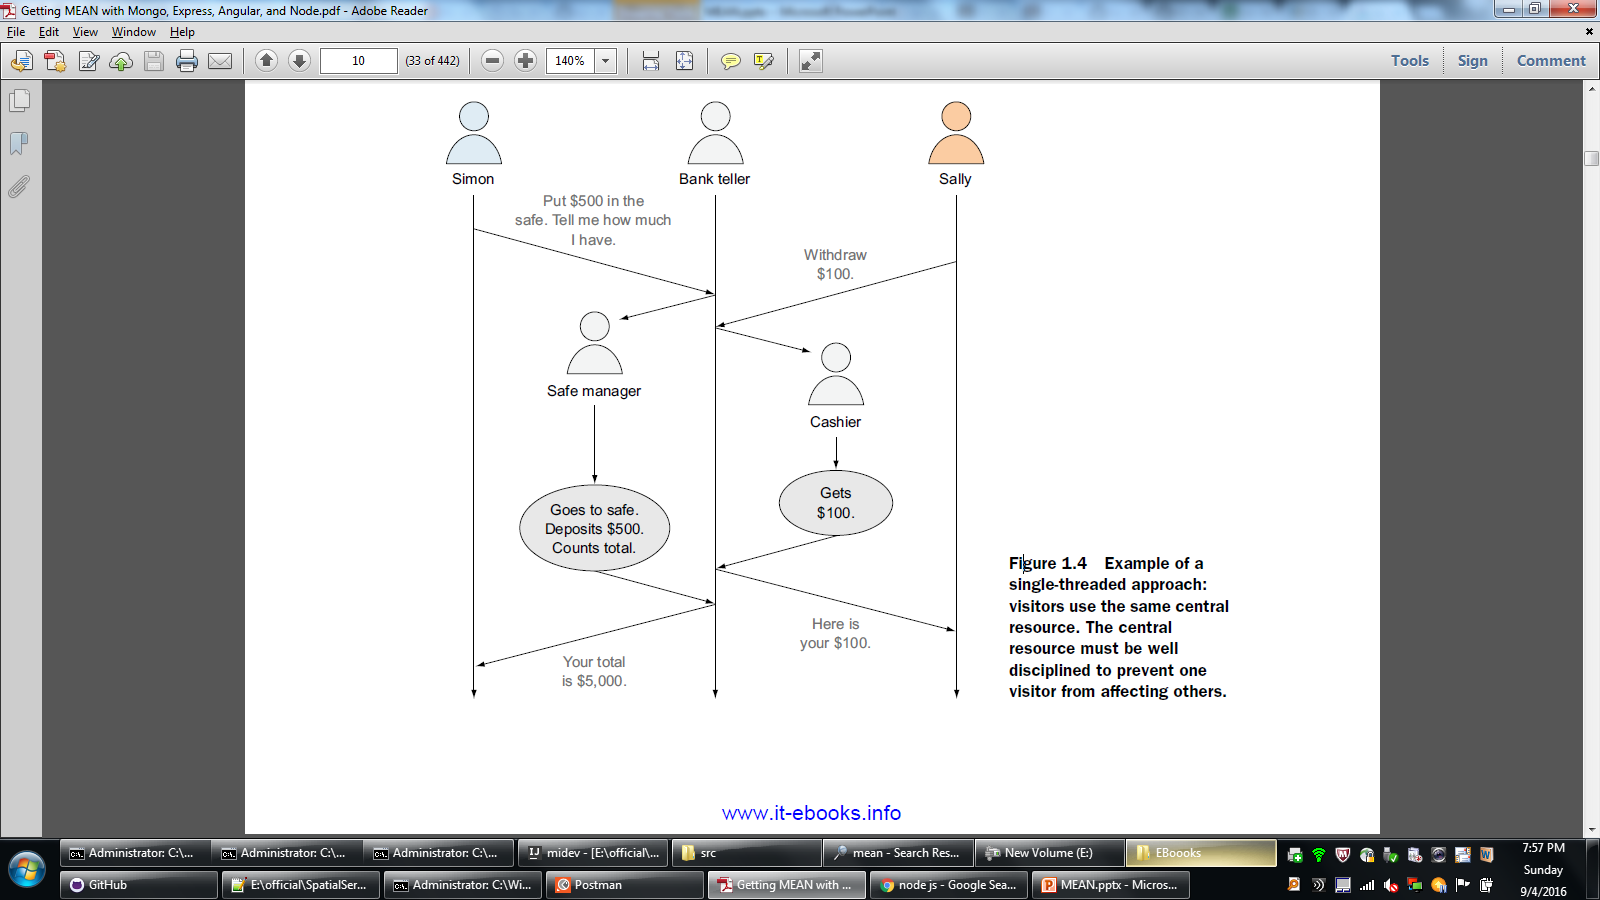 Getting MEAN with Mongo, Express, Angular, and Node.pdf - Adobe Reader
File Edit View Window Help
10 (33 of 442) 140% Tools Sign Comment
Simon Bank teller Sally
Put $500 in the
safe. Tell me how much
I have.
Withdraw
$100.
Safe manager
Cashier
Goes to safe.
Deposits $500.
Counts total.
Gets
$100.
Here is
your $100.
Your total
is $5,000.
Figure 1.4 Example of a
single-threaded approach:
visitors use the same central
resource. The central
resource must be well
disciplined to prevent one
visitor from affecting others.
www.it-ebooks.info
Administrator: C:\... Administrator: C:\... Administrator: C:\... midev - [E:\official\... src mean - Search Res... New Volume (E:) EBoooks
GitHub E:\official\SpatialSer... Administrator: C:\Wi... Postman Getting MEAN with ... node js - Google Sea... MEAN.pptx - Micros...
7:57 PM
Sunday
9/4/2016